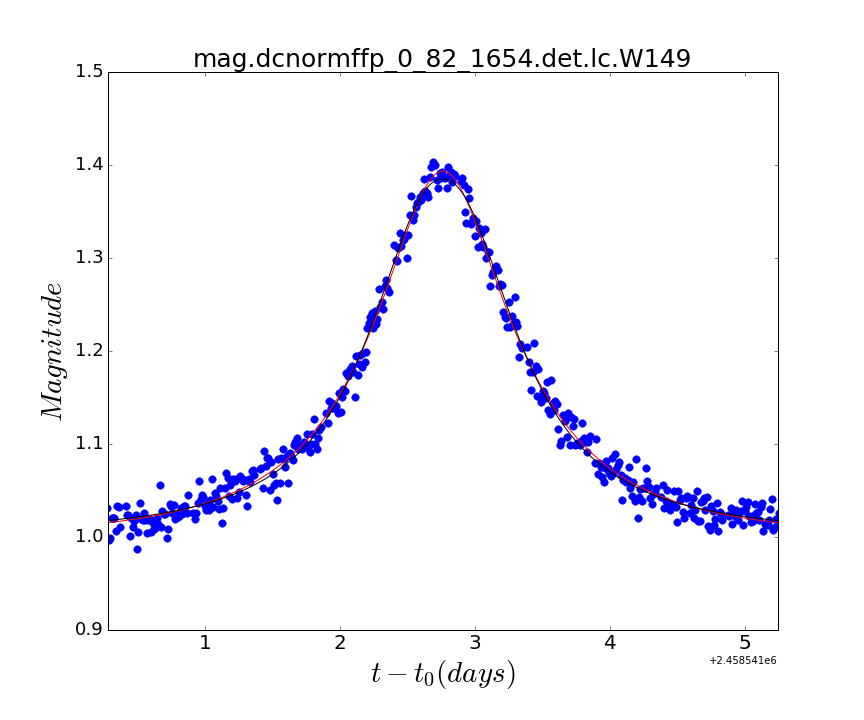 mag.dcnormffp_0_82_1654.det.lc.W149
1.5
1.4
1.3
1.2
1.1
1.0
0.9
Magnitude
1 2 3 4 5
+2.458541e6
t − t₀(days)